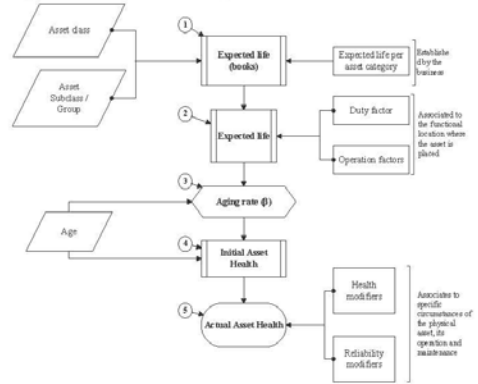 1
Asset class
Expected life
(books)
Expected life per
asset category
Establishe
d by the
business
Asset
Subclass /
Group
2
Expected life
Duty factor
Operation factors
Associated to
the functional
location where
the asset is
placed
3
Aging rate (β)
Age
4
Initial Asset
Health
5
Actual Asset Health
Health
modifiers
Reliability
modifiers
Associates to
specific
circumstances of
the physical
asset, its
operation and
maintenance